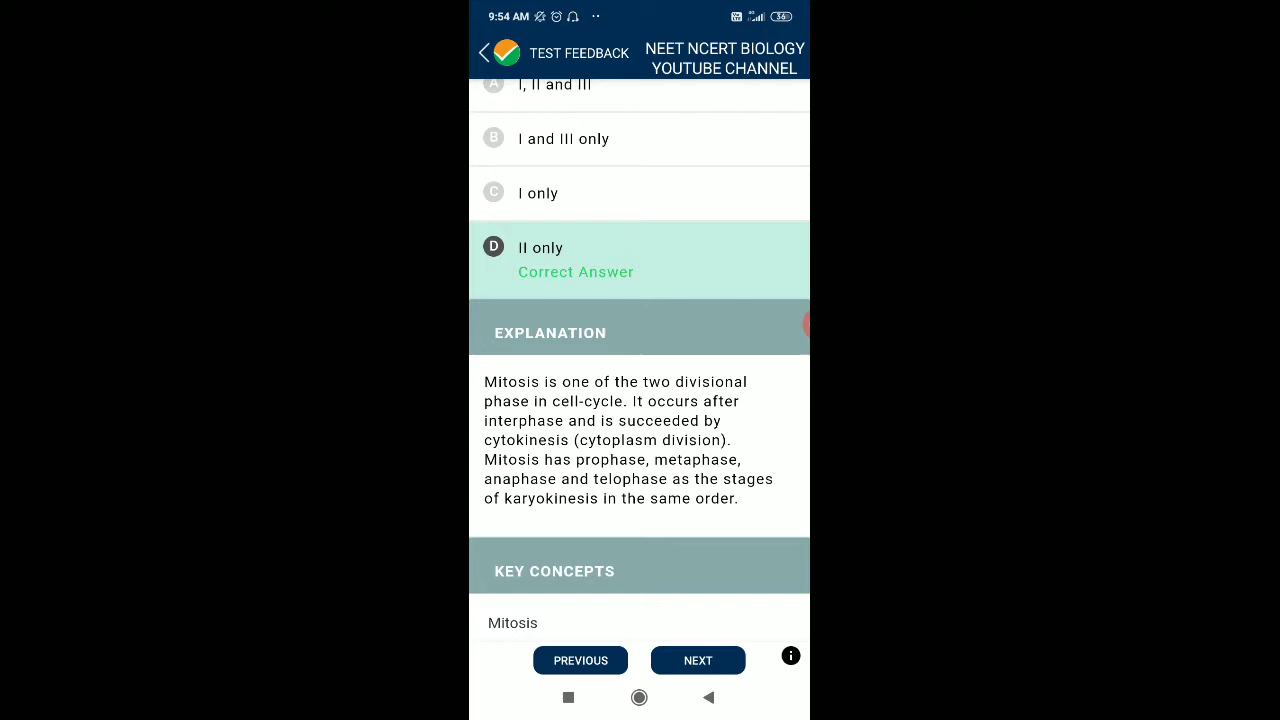 9:54 AM
4G
36
TEST FEEDBACK
NEET NCERT BIOLOGY
YOUTUBE CHANNEL
A I, II and III
B I and III only
C I only
D II only
Correct Answer
EXPLANATION
Mitosis is one of the two divisional
phase in cell-cycle. It occurs after
interphase and is succeeded by
cytokinesis (cytoplasm division).
Mitosis has prophase, metaphase,
anaphase and telophase as the stages
of karyokinesis in the same order.
KEY CONCEPTS
Mitosis
PREVIOUS
NEXT